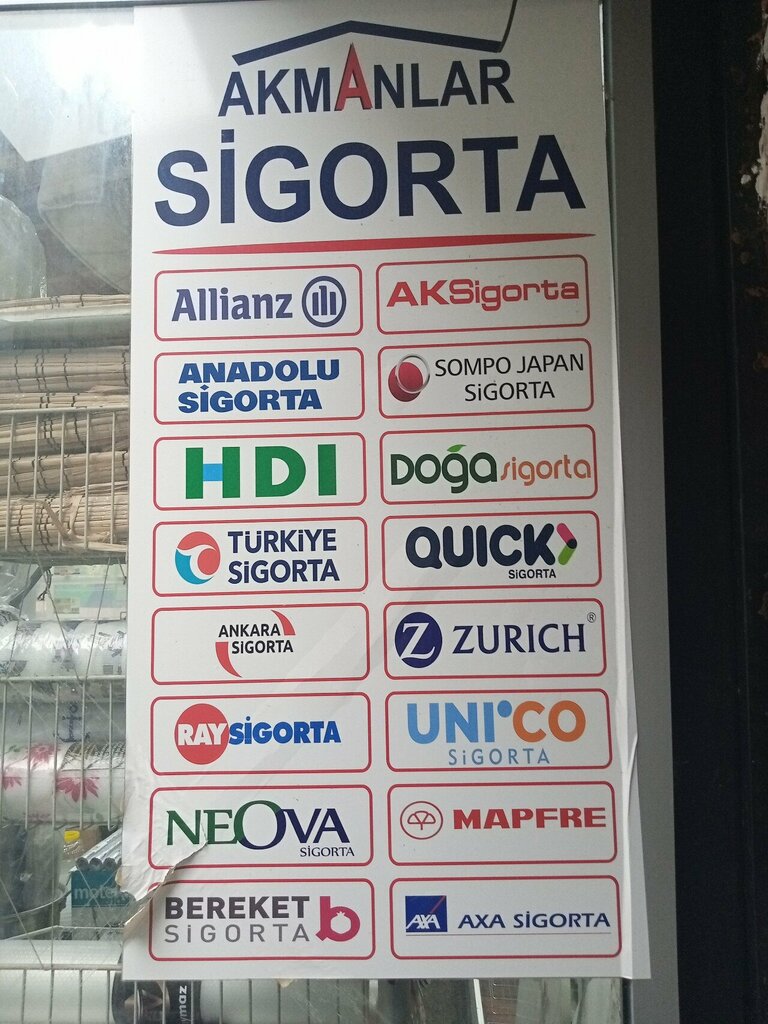 AKMANLAR
SİGORTA
Allianz
AKSigorta
ANADOLU
SİGORTA
SOMPO JAPAN
SİGORTA
HDI
DOĞA sigorta
TÜRKİYE
SİGORTA
QUICK
SİGORTA
ANKARA
SİGORTA
Z ZURICH®
RAY SİGORTA
UNICO
SİGORTA
NEOVA
SİGORTA
MAPFRE
BEREKET
SİGORTA b
AXA AXA SİGORTA